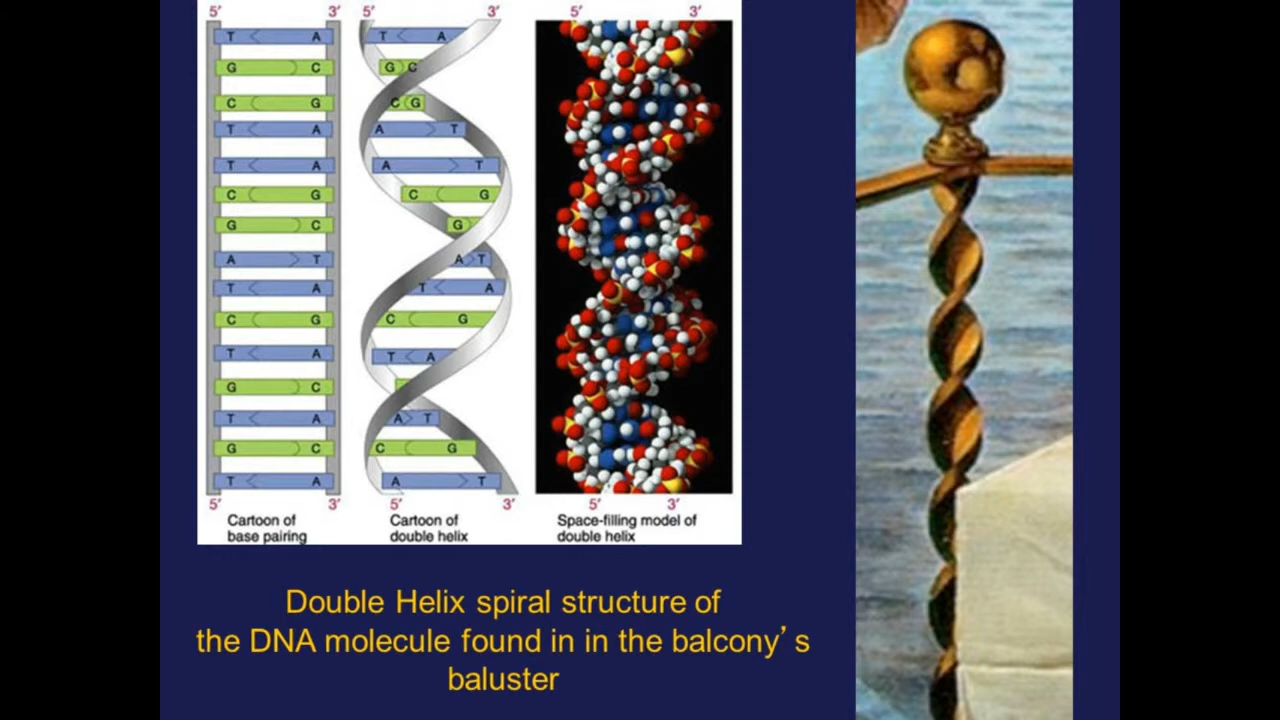 5' 3' 5' 3' 5' 3'
T A T A
G C G C
C G C G
T A A T
T A A T
C G C G
G C G
A T A T
T A T A
C G C G
T A T A
G C
T A A T
G C C G
T A A T
5' 3' 5' 3' 5' 3'
Cartoon of
base pairing
Cartoon of
double helix
Space-filling model of
double helix
Double Helix spiral structure of
the DNA molecule found in in the balcony’s
baluster